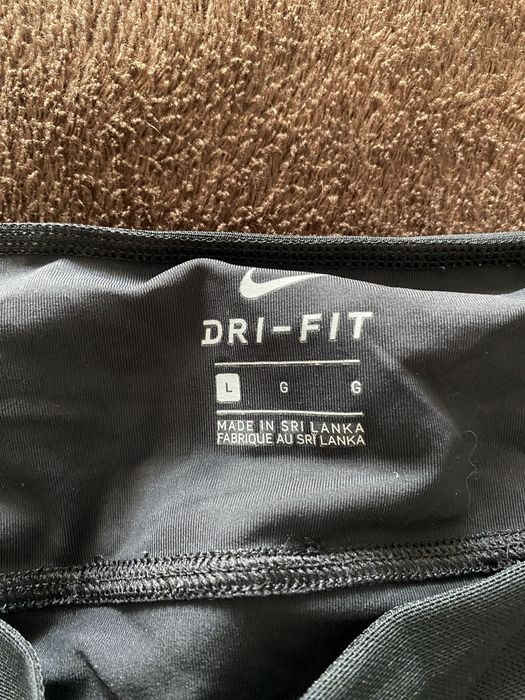 DRI-FIT
L G G
MADE IN SRI LANKA
FABRIQUE AU SRI LANKA